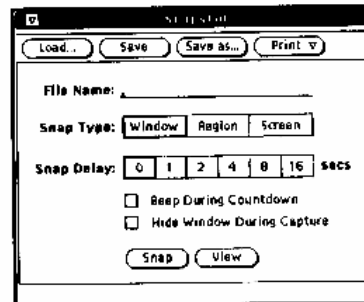 Load... Save Save as... Print
File Name:
Snap Type: Window Region Screen
Snap Delay: 0 1 2 4 8 16 secs
Beep During Countdown
Hide Window During Capture
Snap View